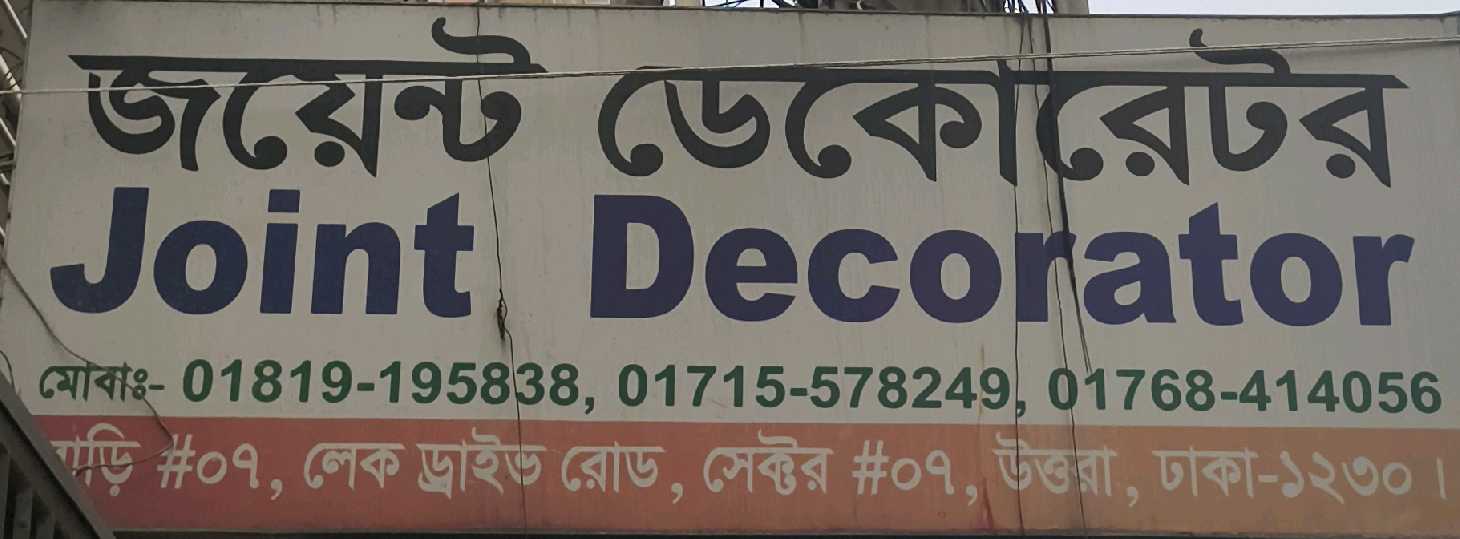 জয়েন্ট ডেকোরেটর
Joint Decorator
মোবাঃ- 01819-195838, 01715-578249, 01768-414056
বাড়ি #০৭, লেক ড্রাইভ রোড, সেক্টর #০৭, উত্তরা, ঢাকা-১২৩০।